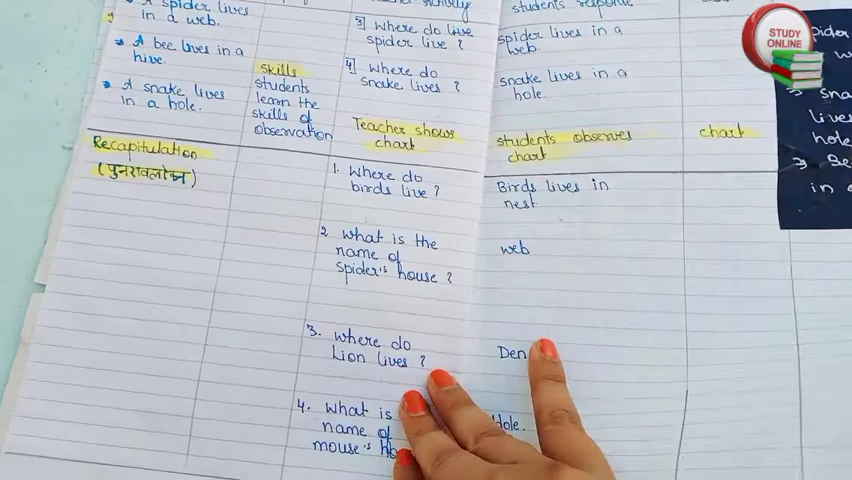 A spider lives
in a web.
A bee lives in a
hive.
A snake lives
in a hole.
skills
students
learn the
skills of
observation
3] Where do live
spider live ?
4] Where do
snake lives ?
Teacher shows
chart
students response
spider lives in a
web.
snake lives in a
hole.
students observes
chart
chart
Recapitulation
(पुनरावलोकन)
1. Where do
birds live ?
Birds lives in
nest
2 What is the
name of
spider's house ?
web
3. Where do
Lion lives ?
Den
4. What is
name of
mouse's
Hole.
STUDY
ONLINE
lives
hole
in a